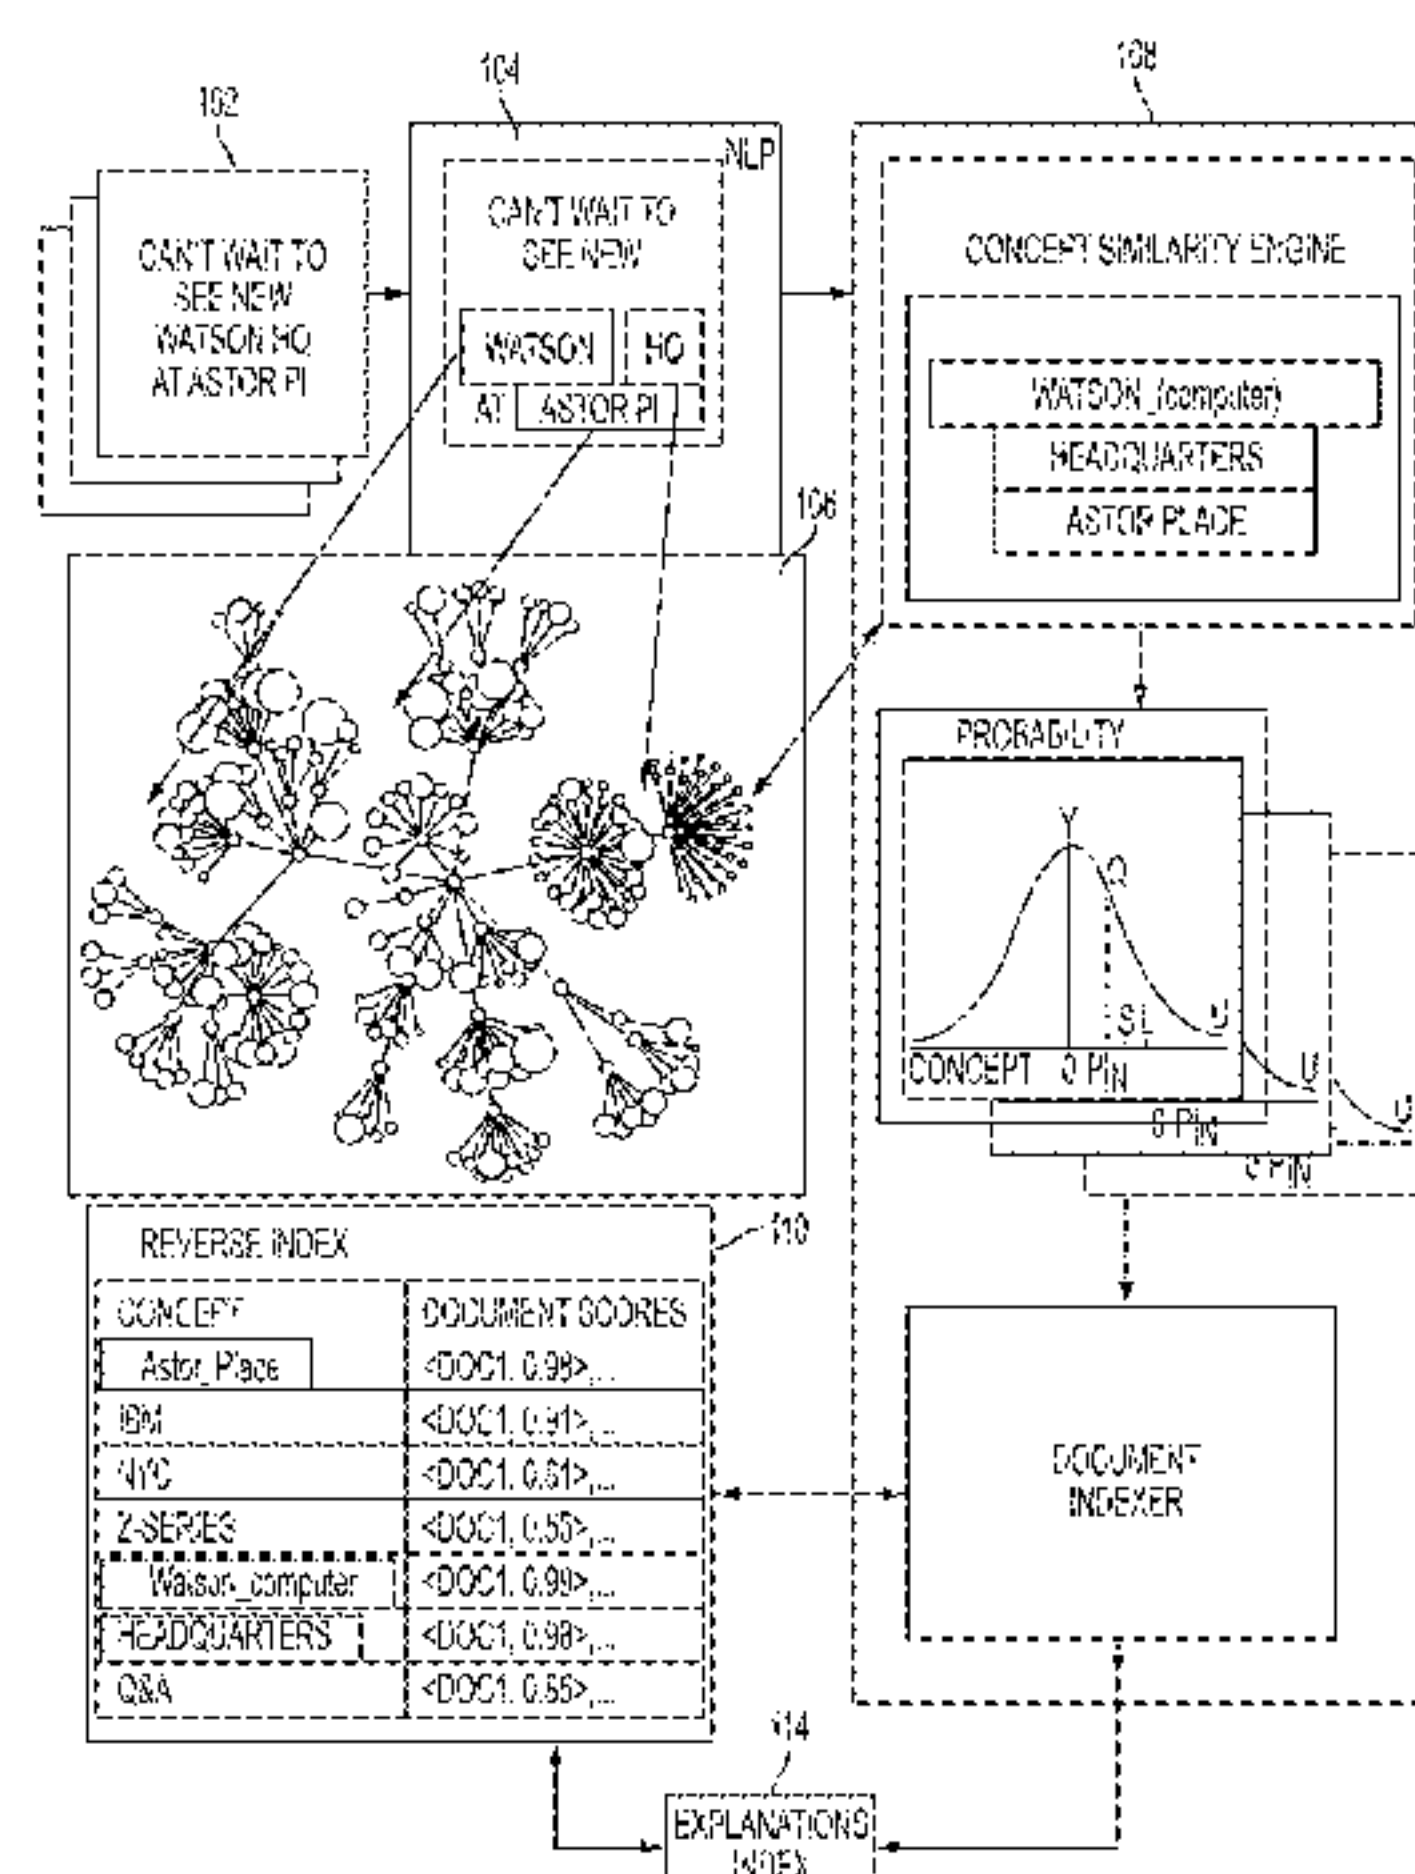 102
CAN'T WAIT TO
SEE NEW
WATSON HQ
AT ASTOR PL
104
NLP
CAN'T WAIT TO
SEE NEW
WATSON HQ
AT ASTOR PL
106
108
CONCEPT SIMILARITY ENGINE
WATSON_(computer)
HEADQUARTERS
ASTOR PLACE
PROBABILITY
Y
Q
S L U
CONCEPT 0 PIN
U
0 PIN
U
0 PIN
110
REVERSE INDEX
CONCEPT DOCUMENT SCORES
Astor_Place <DOC1, 0.98>,...
IBM <DOC1, 0.91>,...
NYC <DOC1, 0.61>,...
Z-SERIES <DOC1, 0.55>,...
Watson_computer <DOC1, 0.99>,...
HEADQUARTERS <DOC1, 0.98>,...
Q&A <DOC1,
DOCUMENT
INDEXER
114
EXPLANATIONS
INDEX